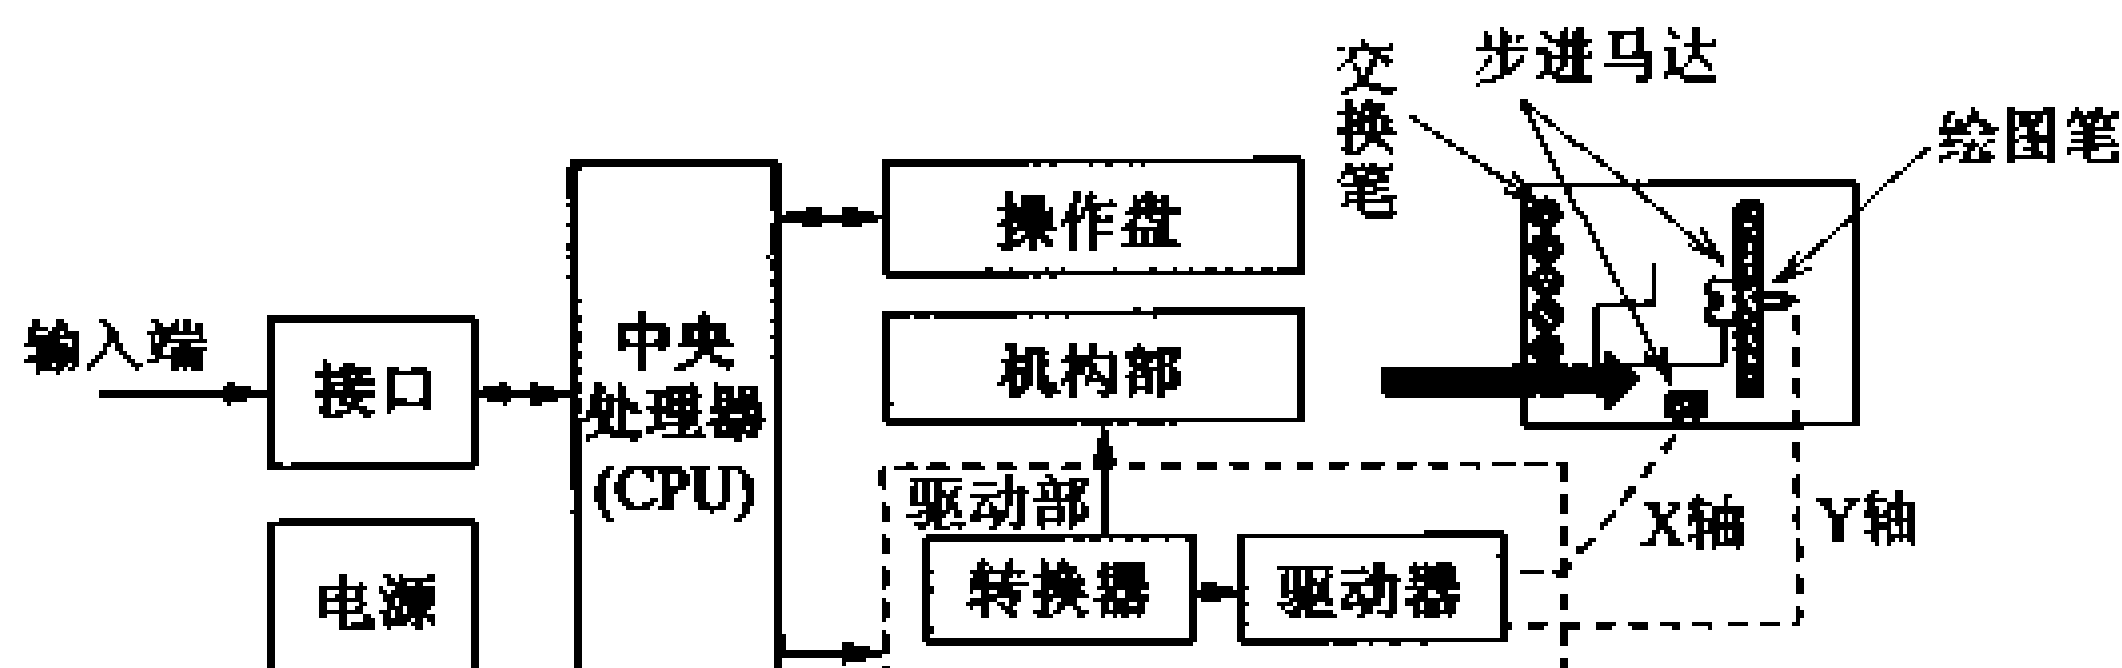 交换笔
步进马达
绘图笔
操作盘
输入端
接口
中央
处理器
(CPU)
机构部
驱动部
X轴
Y轴
电源
转换器
驱动器